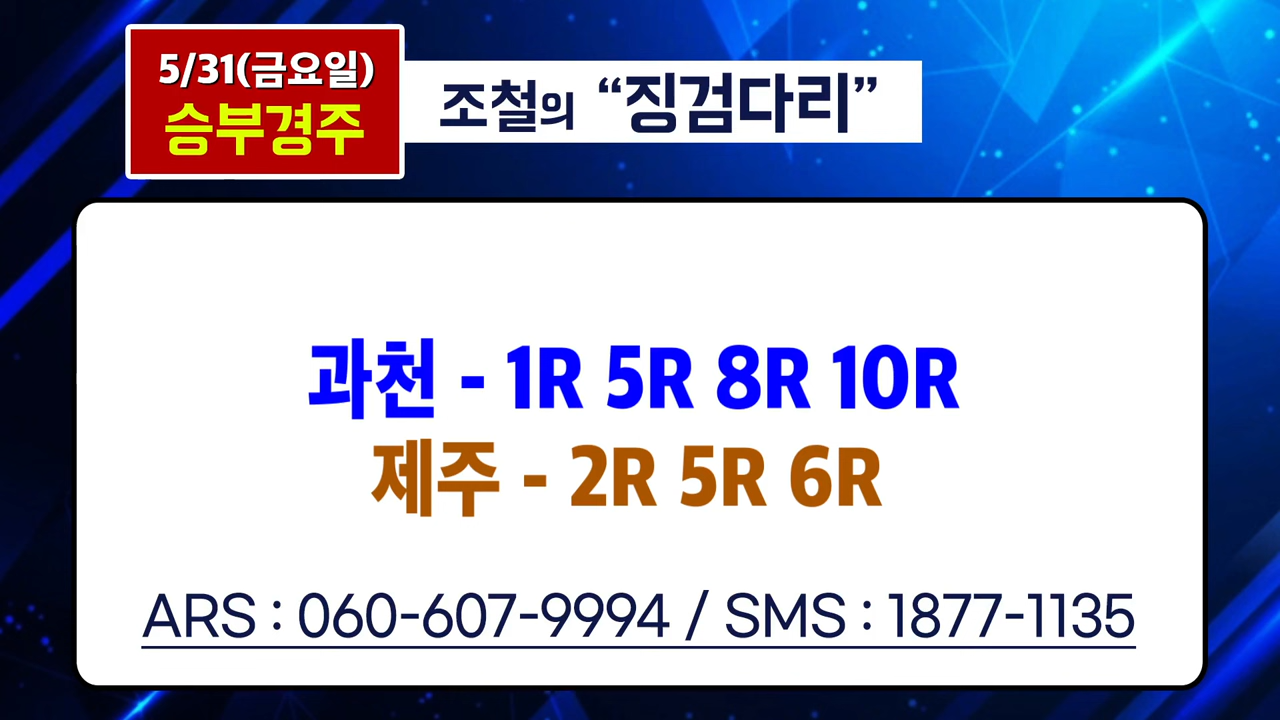 5/31(금요일)
승부경주
조철의 “징검다리”
과천 - 1R 5R 8R 10R
제주 - 2R 5R 6R
ARS : 060-607-9994 / SMS : 1877-1135